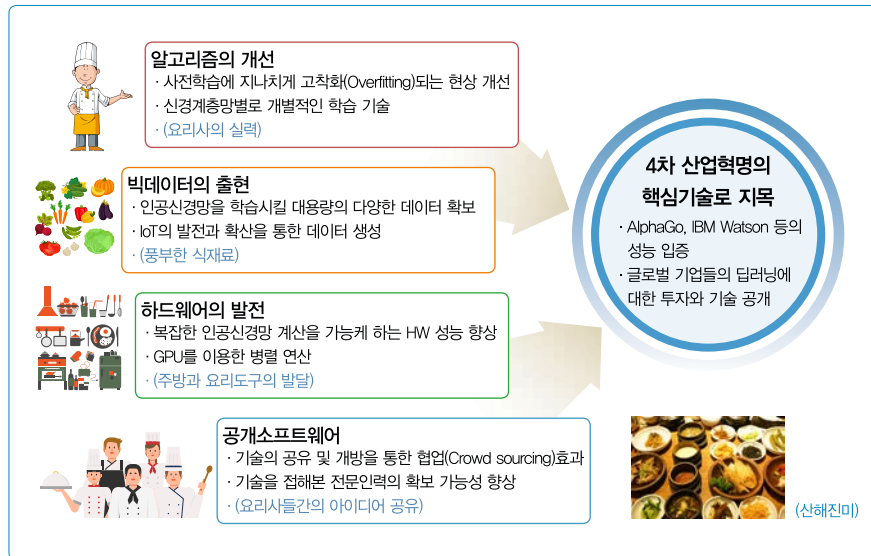 알고리즘의 개선
· 사전학습에 지나치게 고착화(Overfitting)되는 현상 개선
· 신경계층망별로 개별적인 학습 기술
· (요리사의 실력)
빅데이터의 출현
· 인공신경망을 학습시킬 대용량의 다양한 데이터 확보
· IoT의 발전과 확산을 통한 데이터 생성
· (풍부한 식재료)
하드웨어의 발전
· 복잡한 인공신경망 계산을 가능케 하는 HW 성능 향상
· GPU를 이용한 병렬 연산
· (주방과 요리도구의 발달)
공개소프트웨어
· 기술의 공유 및 개방을 통한 협업(Crowd sourcing)효과
· 기술을 접해본 전문인력의 확보 가능성 향상
· (요리사들간의 아이디어 공유)
4차 산업혁명의
핵심기술로 지목
· AlphaGo, IBM Watson 등의
성능 입증
· 글로벌 기업들의 딥러닝에
대한 투자와 기술 공개
(산해진미)